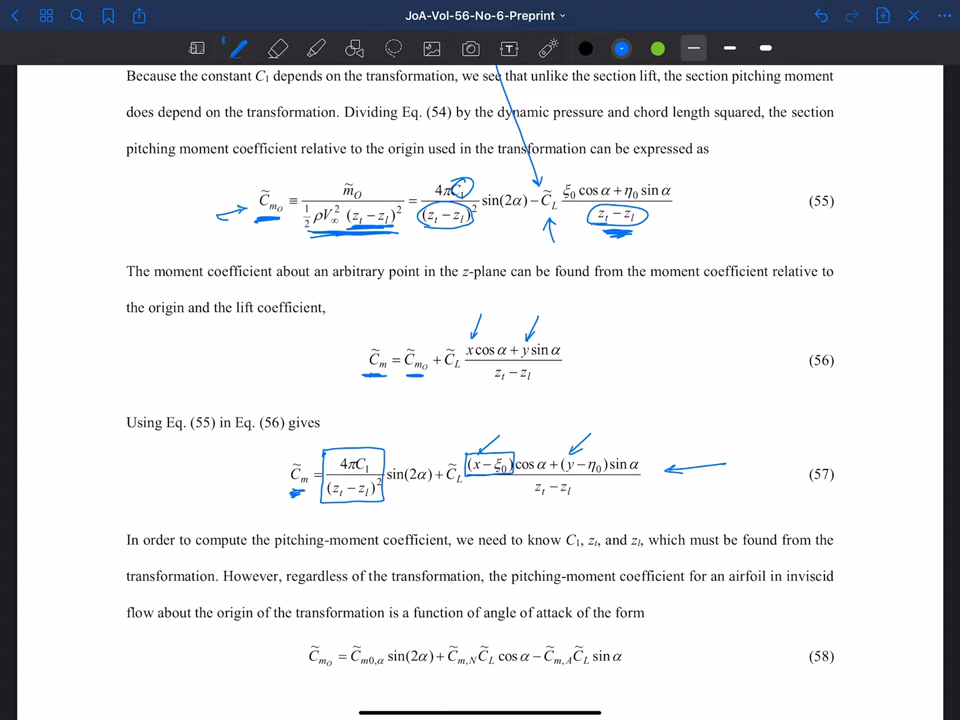 JoA-Vol-56-No-6-Preprint
Because the constant C₁ depends on the transformation, we see that unlike the section lift, the section pitching moment
does depend on the transformation. Dividing Eq. (54) by the dynamic pressure and chord length squared, the section
pitching moment coefficient relative to the origin used in the transformation can be expressed as
C̃_{m_O} ≡ m̃_O / (½ρV_∞² (z_t − z_l)²) = 4πC₁ / (z_t − z_l)² sin(2α) − C̃_L (ξ₀ cos α + η₀ sin α) / (z_t − z_l) (55)
The moment coefficient about an arbitrary point in the z-plane can be found from the moment coefficient relative to
the origin and the lift coefficient,
C̃_m = C̃_{m_O} + C̃_L (x cos α + y sin α) / (z_t − z_l) (56)
Using Eq. (55) in Eq. (56) gives
C̃_m = 4πC₁ / (z_t − z_l)² sin(2α) + C̃_L ((x − ξ₀) cos α + (y − η₀) sin α) / (z_t − z_l) (57)
In order to compute the pitching-moment coefficient, we need to know C₁, z_t, and z_l, which must be found from the
transformation. However, regardless of the transformation, the pitching-moment coefficient for an airfoil in inviscid
flow about the origin of the transformation is a function of angle of attack of the form
C̃_{m_O} = C̃_{m0,α} sin(2α) + C̃_{m,N} C̃_L cos α − C̃_{m,A} C̃_L sin α (58)